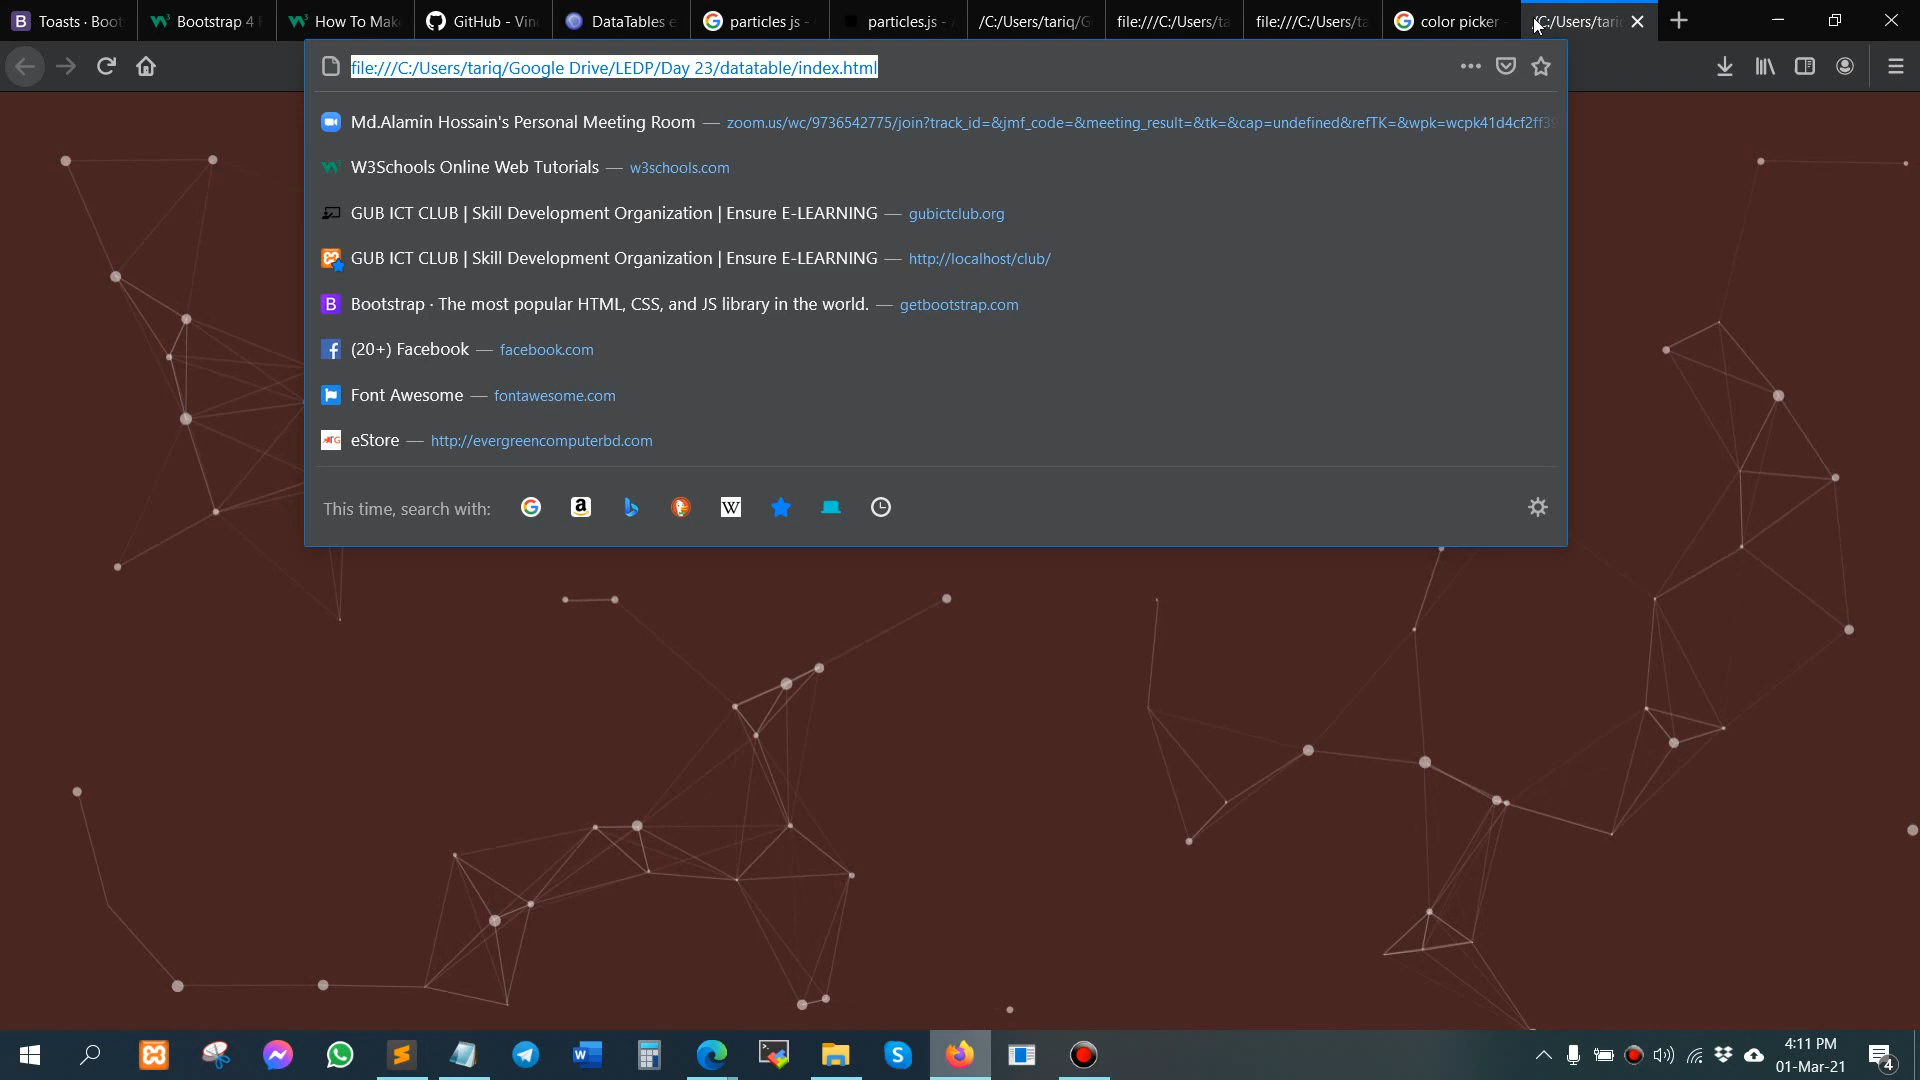 Toasts · Boot
Bootstrap 4
How To Mak
GitHub - Vin
DataTables e
particles js -
particles.js -
/C:/Users/tariq/G
file:///C:/Users/ta
file:///C:/Users/ta
color picker
/C:/Users/tari
file:///C:/Users/tariq/Google Drive/LEDP/Day 23/datatable/index.html
Md.Alamin Hossain's Personal Meeting Room — zoom.us/wc/9736542775/join?track_id=&jmf_code=&meeting_result=&tk=&cap=undefined&refTK=&wpk=wcpk41d4cf2ff3
W3Schools Online Web Tutorials — w3schools.com
GUB ICT CLUB | Skill Development Organization | Ensure E-LEARNING — gubictclub.org
GUB ICT CLUB | Skill Development Organization | Ensure E-LEARNING — http://localhost/club/
Bootstrap · The most popular HTML, CSS, and JS library in the world. — getbootstrap.com
(20+) Facebook — facebook.com
Font Awesome — fontawesome.com
eStore — http://evergreencomputerbd.com
This time, search with:
4:11 PM
01-Mar-21
4